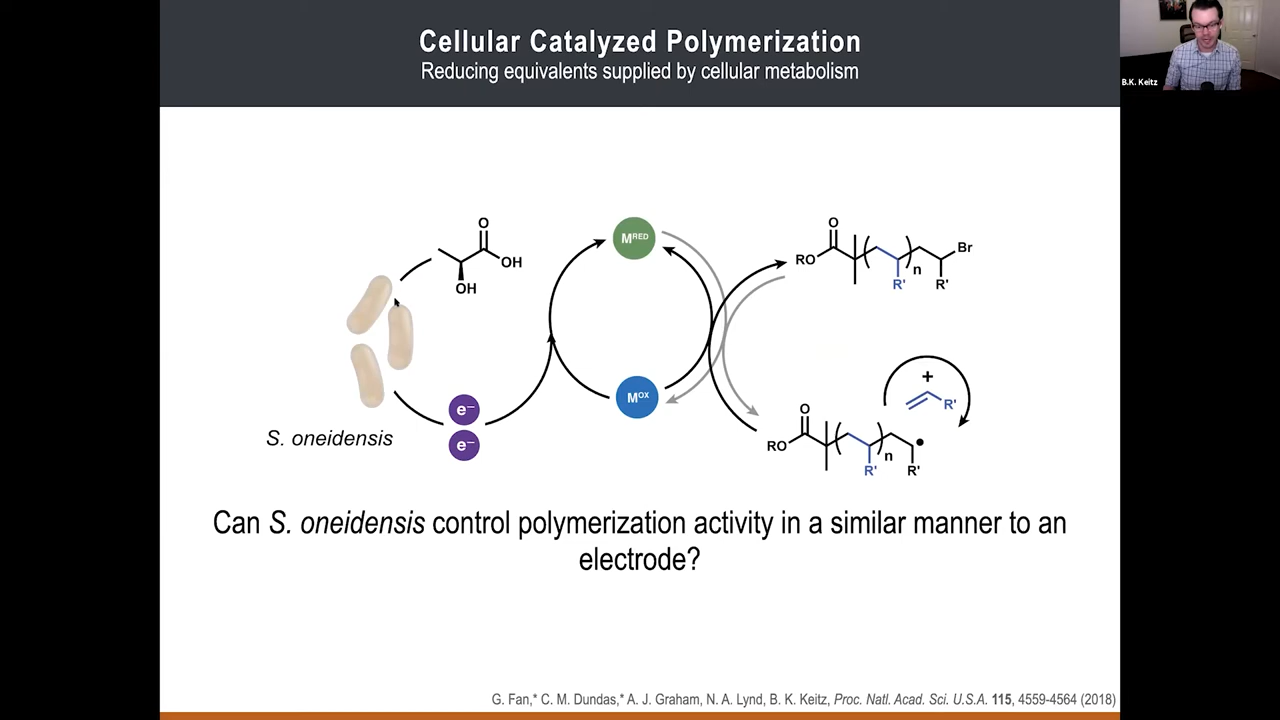 Cellular Catalyzed Polymerization
Reducing equivalents supplied by cellular metabolism
B.K. Keitz
O
OH
OH
M^RED
O
RO
n
R'
R'
Br
e–
e–
M^OX
S. oneidensis
+
R'
O
RO
n
R'
R'
Can S. oneidensis control polymerization activity in a similar manner to an
electrode?
G. Fan,* C. M. Dundas,* A. J. Graham, N. A. Lynd, B. K. Keitz, Proc. Natl. Acad. Sci. U.S.A. 115, 4559-4564 (2018)